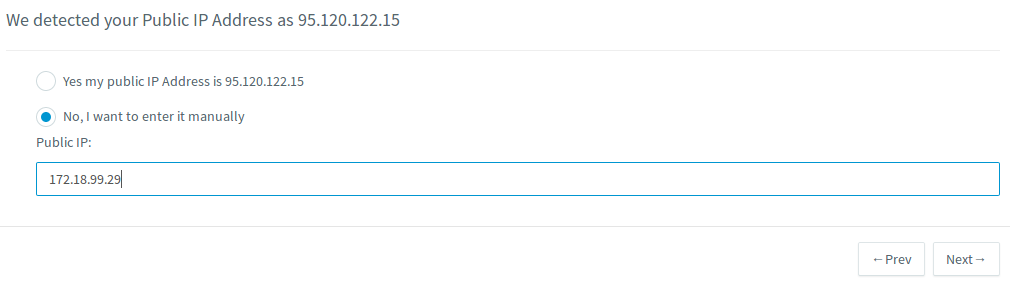 We detected your Public IP Address as 95.120.122.15
Yes my public IP Address is 95.120.122.15
No, I want to enter it manually
Public IP:
172.18.99.29
←Prev Next→